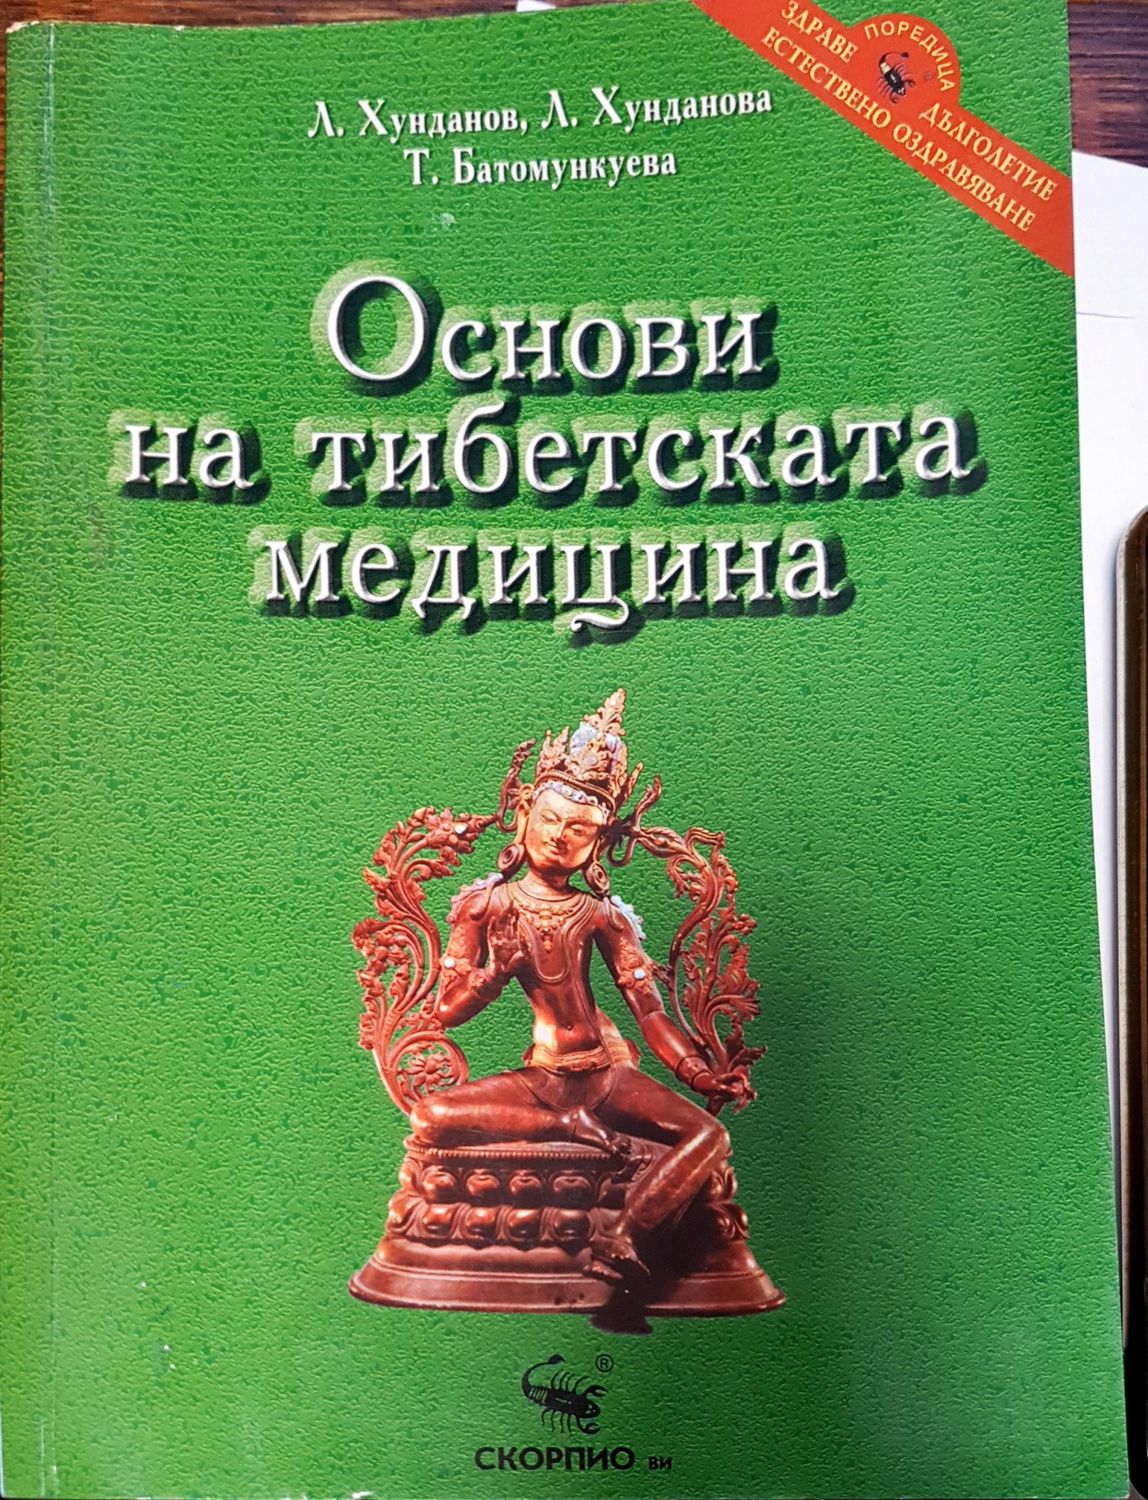 ПОРЕДИЦА
ЗДРАВЕ ДЪЛГОЛЕТИЕ
ЕСТЕСТВЕНО ОЗДРАВЯВАНЕ
Л. Хунданов, Л. Хунданова
Т. Батомункуева
Основи
на тибетската
медицина
®
СКОРПИО ВИ